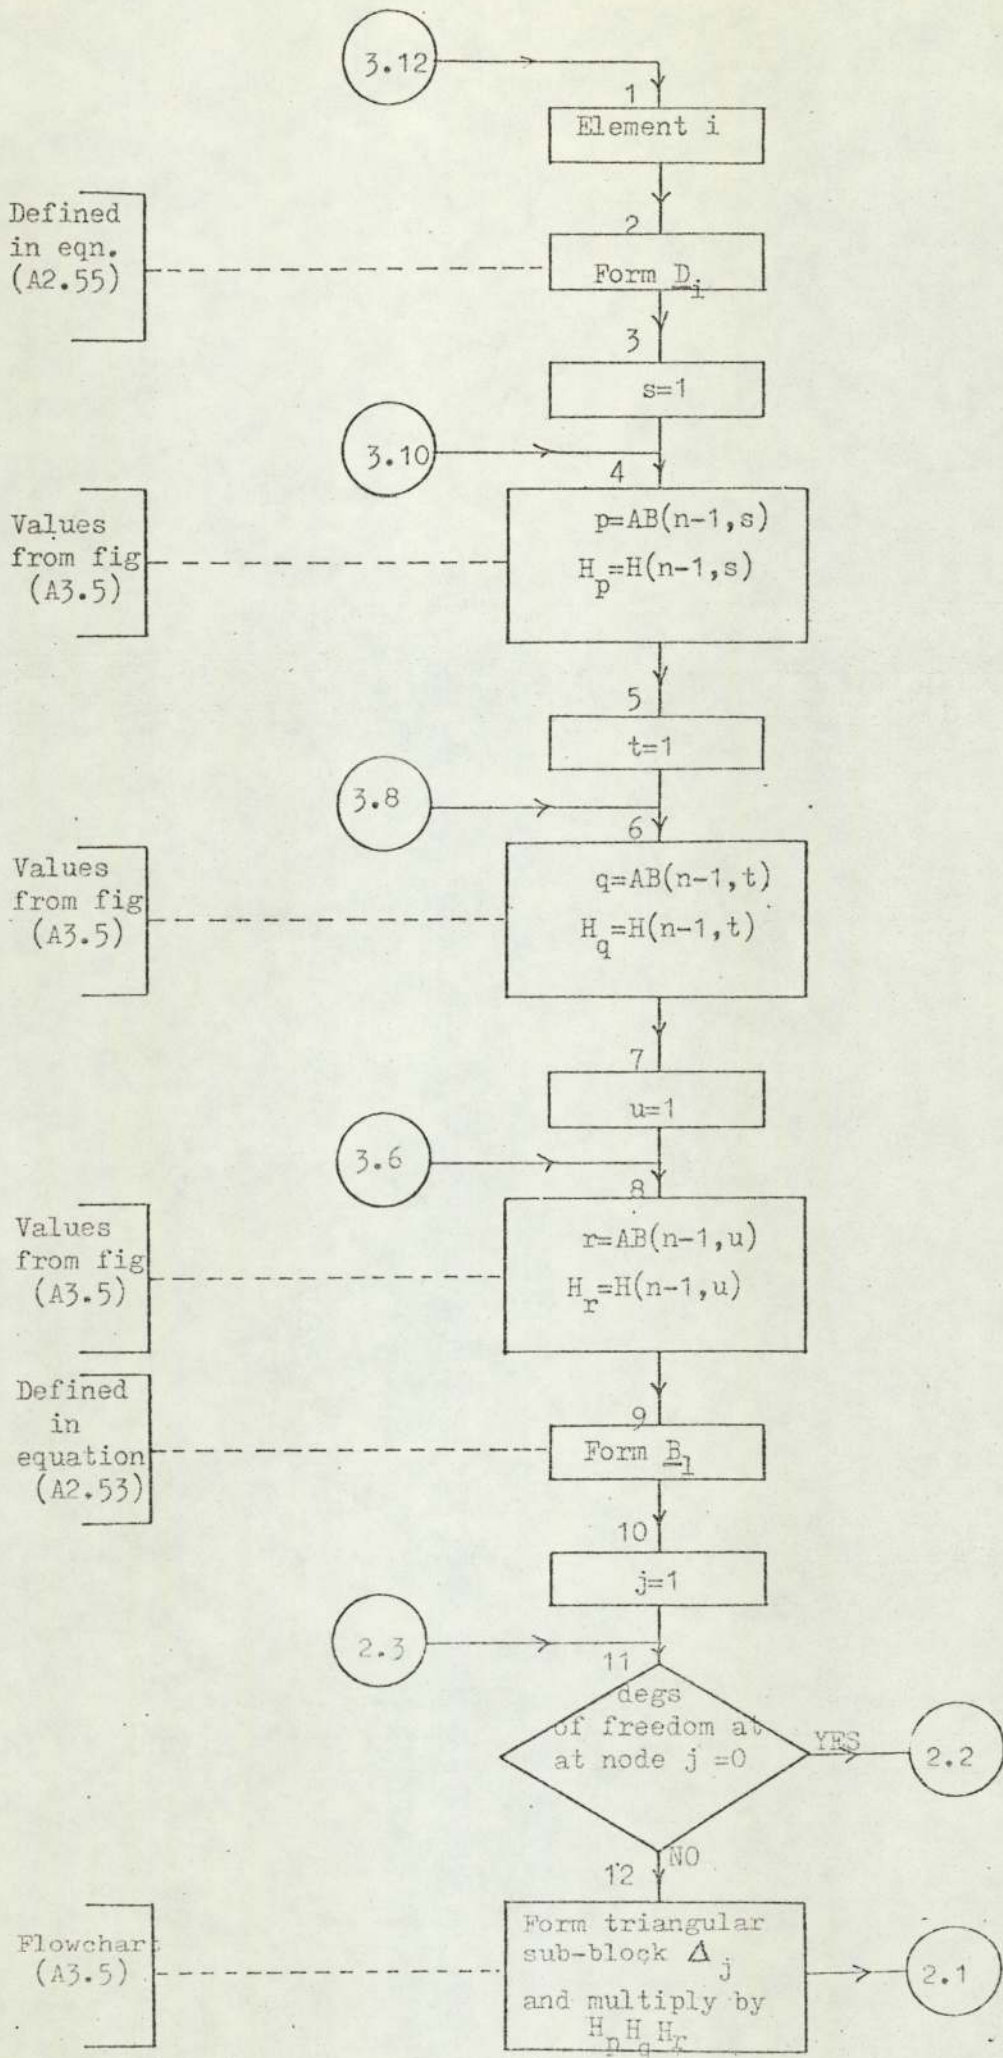 3.12
1
Element i
Defined
in eqn.
(A2.55)
2
Form D_i
3
s=1
3.10
4
Values
from fig
(A3.5)
p=AB(n-1,s)
H_p=H(n-1,s)
5
t=1
3.8
6
Values
from fig
(A3.5)
q=AB(n-1,t)
H_q=H(n-1,t)
7
u=1
3.6
8
Values
from fig
(A3.5)
r=AB(n-1,u)
H_r=H(n-1,u)
Defined
in
equation
(A2.53)
9
Form B_l
10
j=1
2.3
11
degs
of freedom at
at node j =0
YES
2.2
NO
12
Flowchart
(A3.5)
Form triangular
sub-block Δ_j
and multiply by
H_p H_q H_r
2.1